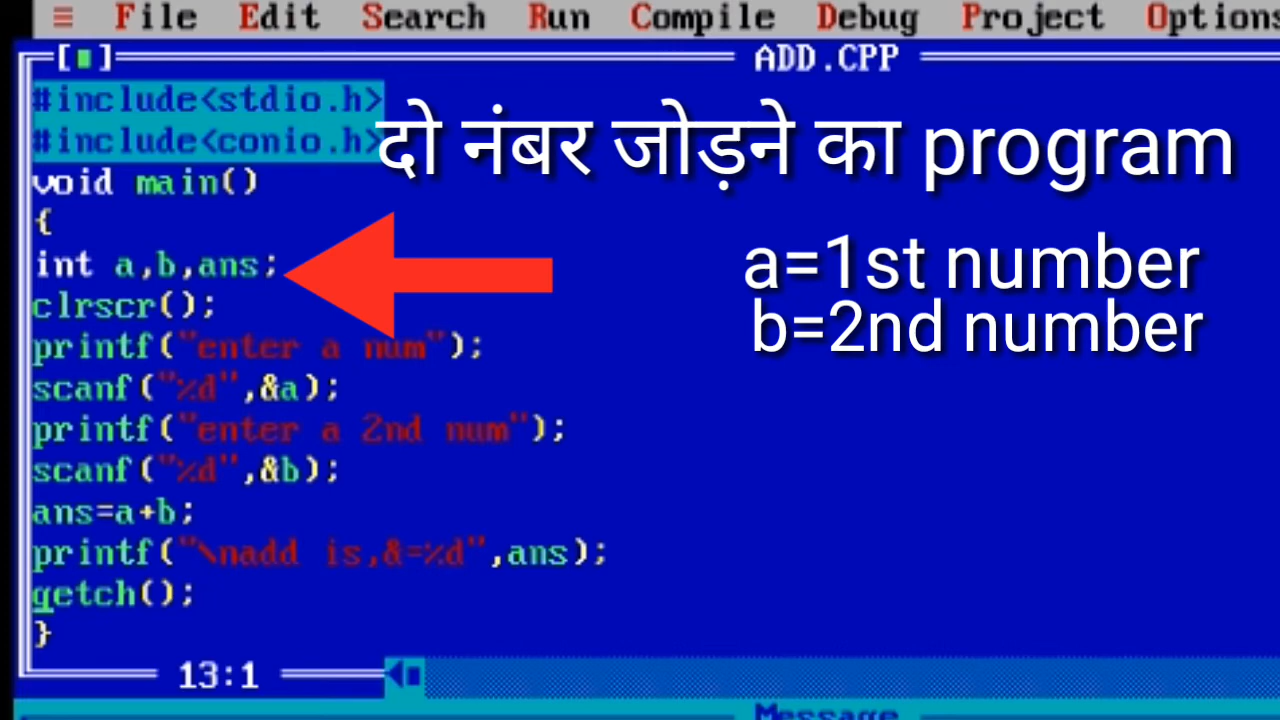 ≡ File Edit Search Run Compile Debug Project Options
[■] ADD.CPP
#include<stdio.h>
#include<conio.h>
दो नंबर जोड़ने का program
void main()
{
int a,b,ans;
a=1st number
b=2nd number
clrscr();
printf("enter a num");
scanf("%d",&a);
printf("enter a 2nd num");
scanf("%d",&b);
ans=a+b;
printf("\nadd is,&=%d",ans);
getch();
}
13:1
Message